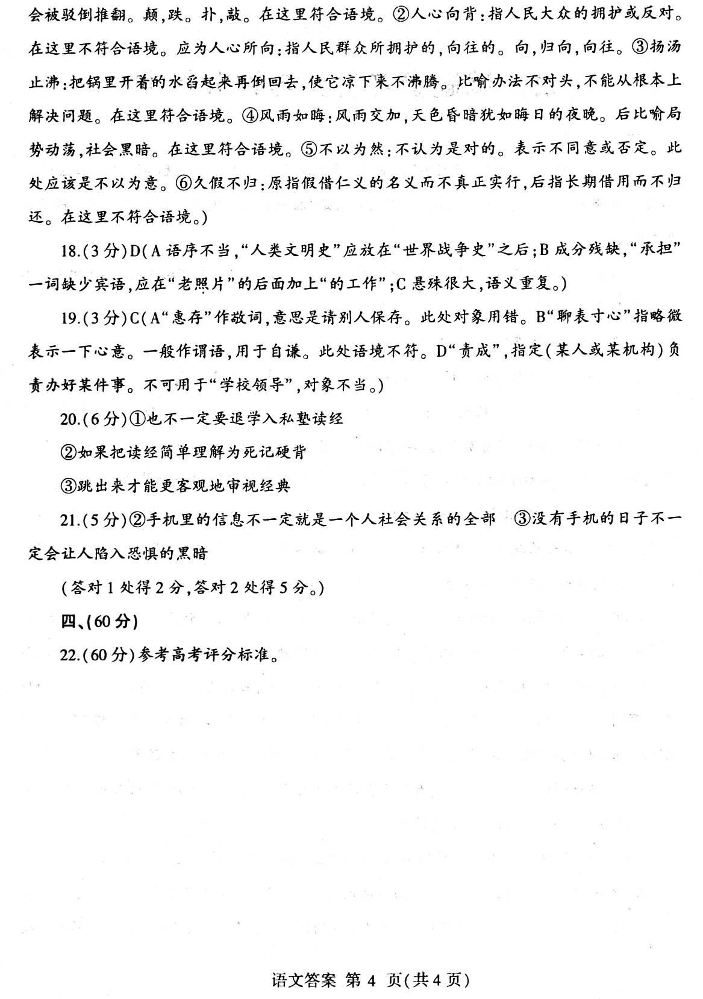 会被驳倒推翻。颠,跌。扑,敲。在这里符合语境。②人心向背:指人民大众的拥护或反对。
在这里不符合语境。应为人心所向:指人民群众所拥护的,向往的。向,归向,向往。③扬汤
止沸:把锅里开着的水舀起来再倒回去,使它凉下来不沸腾。比喻办法不对头,不能从根本上
解决问题。在这里符合语境。④风雨如晦:风雨交加,天色昏暗犹如晦日的夜晚。后比喻局
势动荡,社会黑暗。在这里符合语境。⑤不以为然:不认为是对的。表示不同意或否定。此
处应该是不以为意。⑥久假不归:原指假借仁义的名义而不真正实行,后指长期借用而不归
还。在这里不符合语境。)
18.(3分)D(A语序不当,“人类文明史”应放在“世界战争史”之后;B成分残缺,“承担”
一词缺少宾语,应在“老照片”的后面加上“的工作”;C悬殊很大,语义重复。)
19.(3分)C(A“惠存”作敬词,意思是请别人保存。此处对象用错。B“聊表寸心”指略微
表示一下心意。一般作谓语,用于自谦。此处语境不符。D“责成”,指定(某人或某机构)负
责办好某件事。不可用于“学校领导”,对象不当。)
20.(6分)①也不一定要退学入私塾读经
②如果把读经简单理解为死记硬背
③跳出来才能更客观地审视经典
21.(5分)②手机里的信息不一定就是一个人社会关系的全部 ③没有手机的日子不一
定会让人陷入恐惧的黑暗
(答对1处得2分,答对2处得5分。)
四、(60分)
22.(60分)参考高考评分标准。
语文答案 第4 页(共4页)